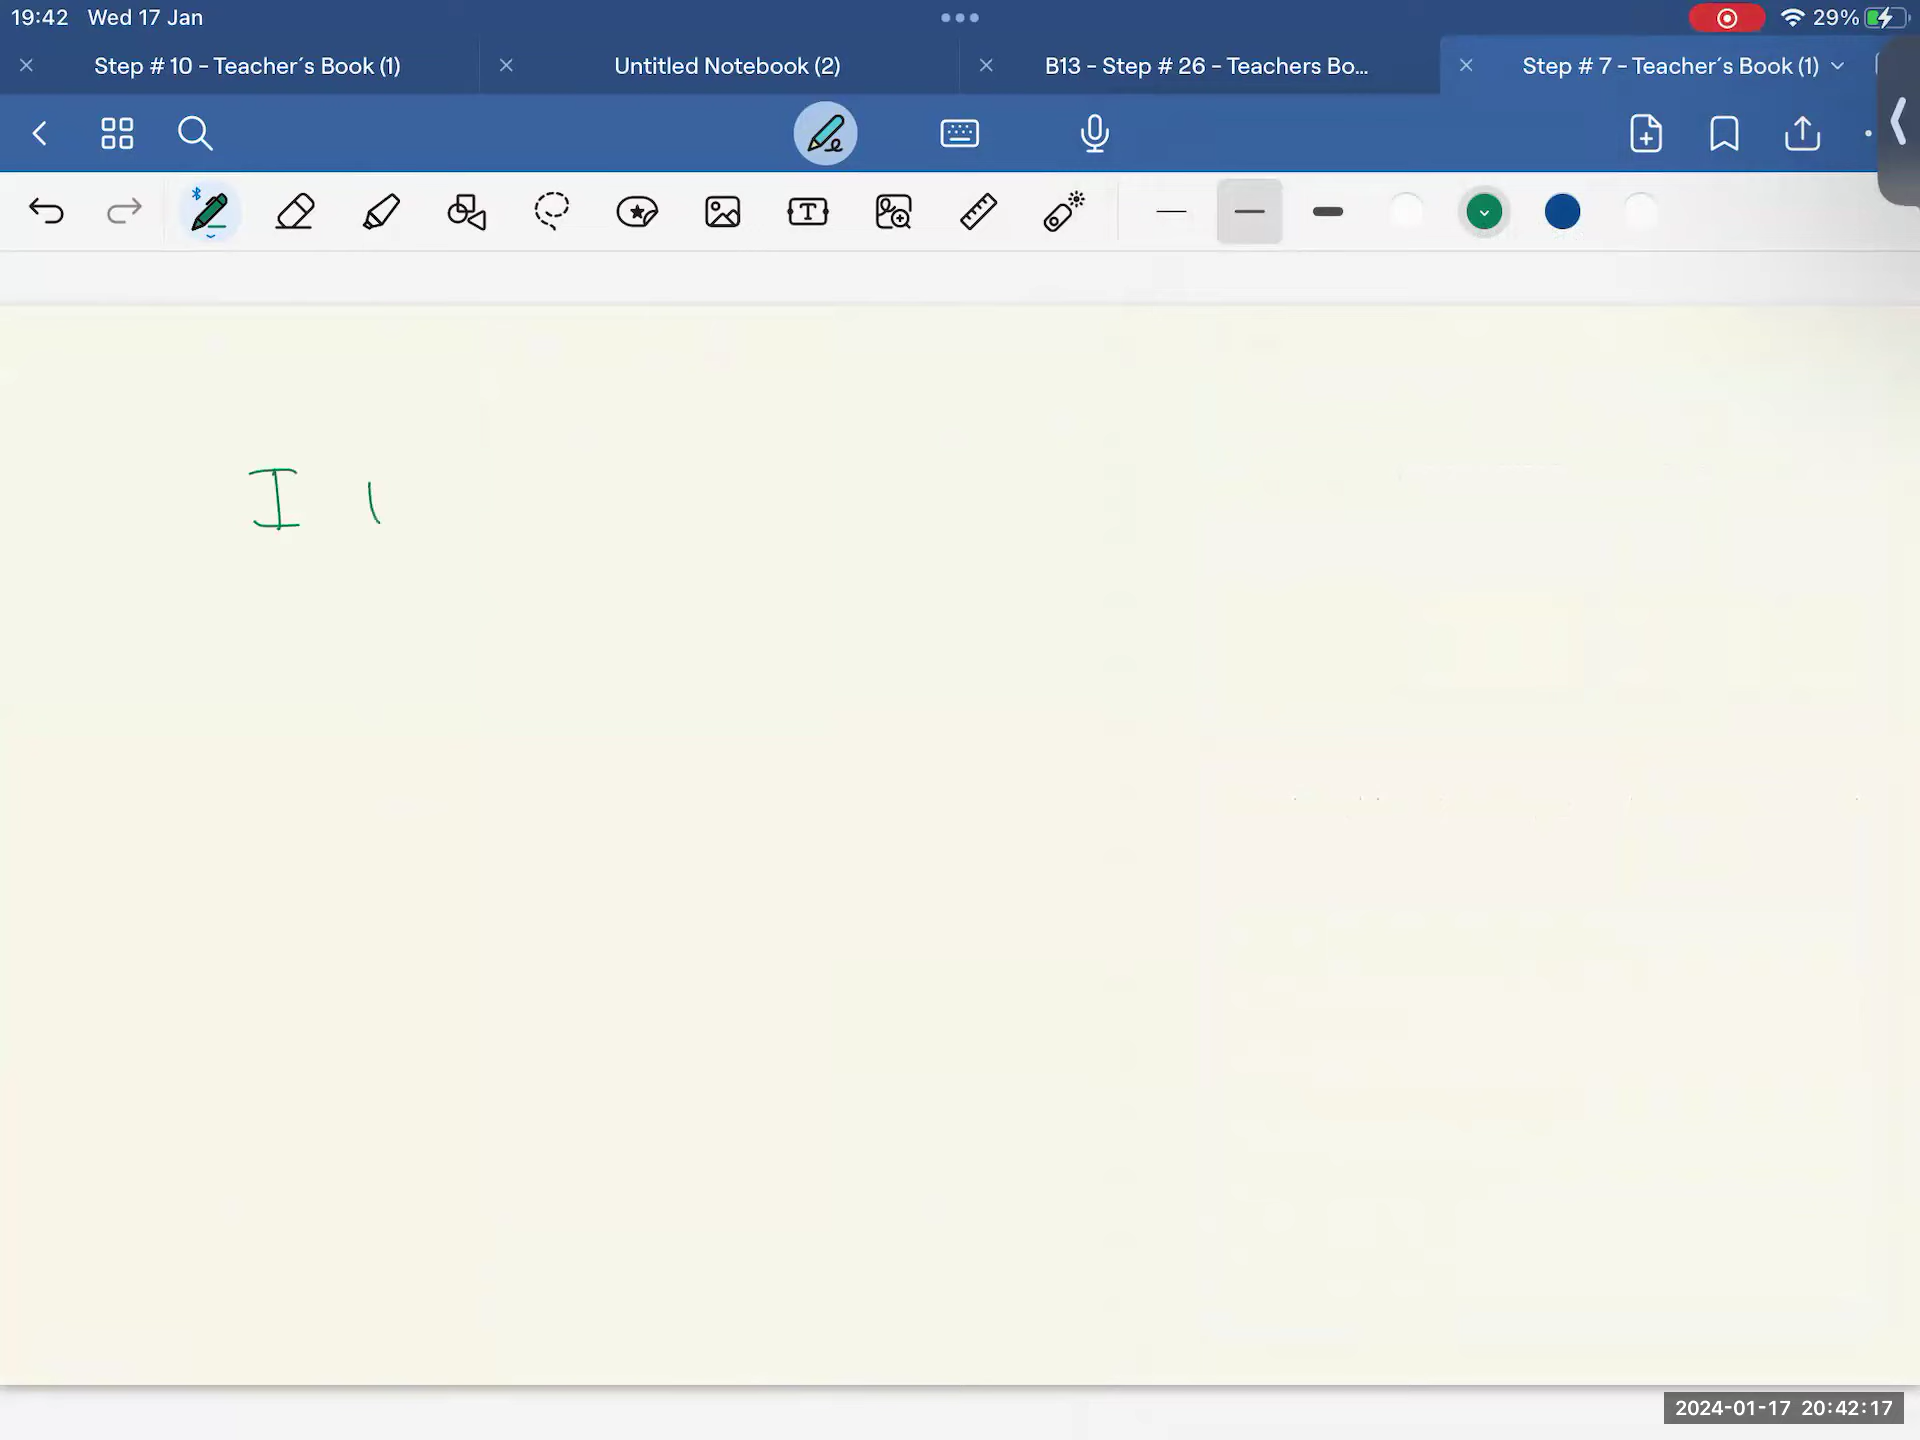 19:42 Wed 17 Jan 29%
Step # 10 - Teacher´s Book (1) Untitled Notebook (2) B13 - Step # 26 - Teachers Bo... Step # 7 - Teacher´s Book (1)
I
2024-01-17 20:42:17